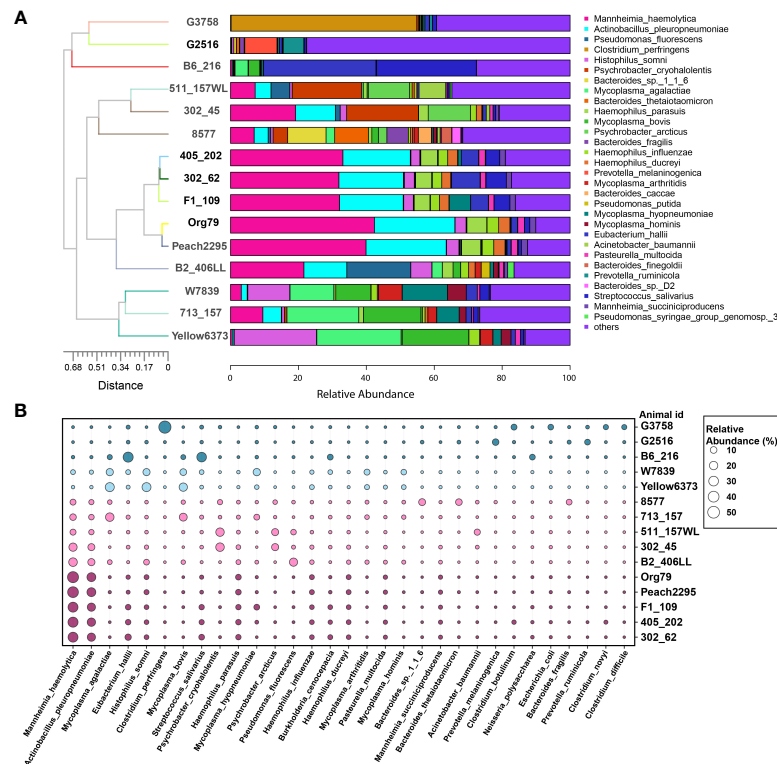 A
G3758
G2516
B6_216
511_157WL
302_45
8577
405_202
302_62
F1_109
Org79
Peach2295
B2_406LL
W7839
713_157
Yellow6373
0.68 0.51 0.34 0.17 0
Distance
0 20 40 60 80 100
Relative Abundance
Mannheimia_haemolytica
Actinobacillus_pleuropneumoniae
Pseudomonas_fluorescens
Clostridium_perfringens
Histophilus_somni
Psychrobacter_cryohalolentis
Bacteroides_sp._1_1_6
Mycoplasma_agalactiae
Bacteroides_thetaiotaomicron
Haemophilus_parasuis
Mycoplasma_bovis
Psychrobacter_arcticus
Bacteroides_fragilis
Haemophilus_influenzae
Haemophilus_ducreyi
Prevotella_melaninogenica
Mycoplasma_arthritidis
Bacteroides_caccae
Pseudomonas_putida
Mycoplasma_hyopneumoniae
Mycoplasma_hominis
Eubacterium_hallii
Acinetobacter_baumannii
Pasteurella_multocida
Bacteroides_finegoldii
Prevotella_ruminicola
Bacteroides_sp._D2
Streptococcus_salivarius
Mannheimia_succiniciproducens
Pseudomonas_syringae_group_genomosp._3
others
B
Animal id
G3758
G2516
B6_216
W7839
Yellow6373
8577
713_157
511_157WL
302_45
B2_406LL
Org79
Peach2295
F1_109
405_202
302_62
Relative
Abundance (%)
10
20
30
40
50
Mannheimia_haemolytica
Actinobacillus_pleuropneumoniae
Mycoplasma_agalactiae
Eubacterium_hallii
Histophilus_somni
Clostridium_perfringens
Mycoplasma_bovis
Streptococcus_salivarius
Psychrobacter_cryohalolentis
Haemophilus_parasuis
Mycoplasma_hyopneumoniae
Psychrobacter_arcticus
Pseudomonas_fluorescens
Haemophilus_influenzae
Burkholderia_cenocepacia
Haemophilus_ducreyi
Mycoplasma_arthritidis
Pasteurella_multocida
Mycoplasma_hominis
Bacteroides_sp_1_1_6
Mannheimia_succiniciproducens
Bacteroides_thetaiotaomicron
Acinetobacter_baumannii
Prevotella_melaninogenica
Clostridium_botulinum
Neisseria_polysaccharea
Escherichia_coli
Bacteroides_fragilis
Prevotella_ruminicola
Clostridium_novyi
Clostridium_difficile